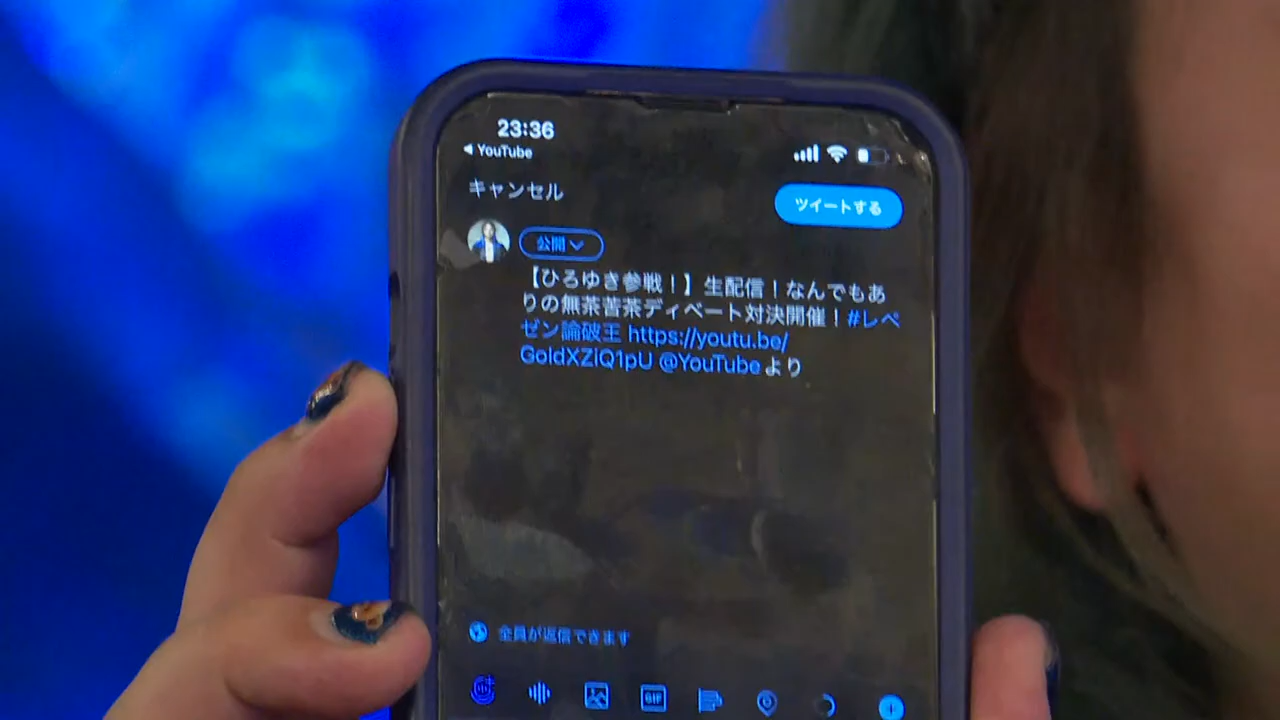 23:36
◀ YouTube
キャンセル
ツイートする
公開
【ひろゆき参戦！】生配信！なんでもあ
りの無茶苦茶ディベート対決開催！#レペ
ゼン論破王 https://youtu.be/
GoldXZiQ1pU @YouTubeより
全員が返信できます
GIF